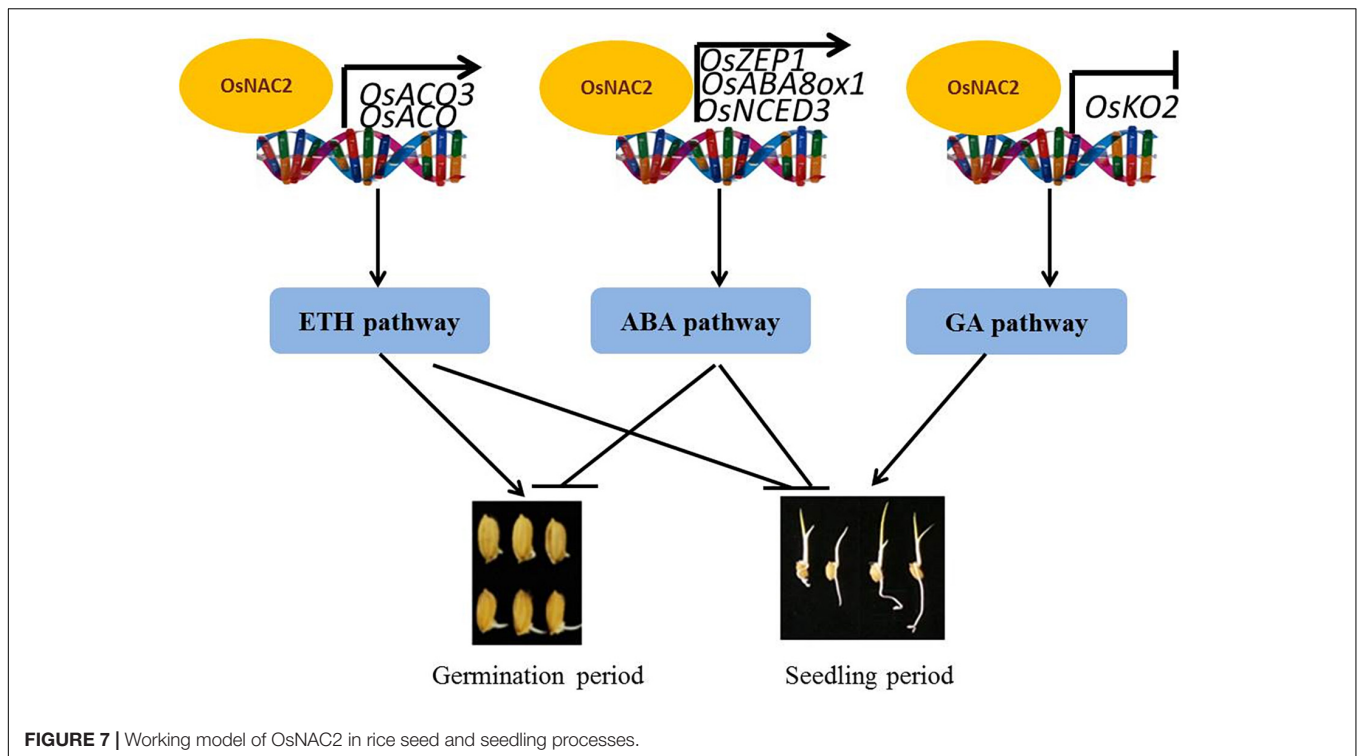 OsNAC2
OsACO3
OsACO
OsNAC2
OsZEP1
OsABA8ox1
OsNCED3
OsNAC2
OsKO2
ETH pathway
ABA pathway
GA pathway
Germination period
Seedling period
FIGURE 7 | Working model of OsNAC2 in rice seed and seedling processes.